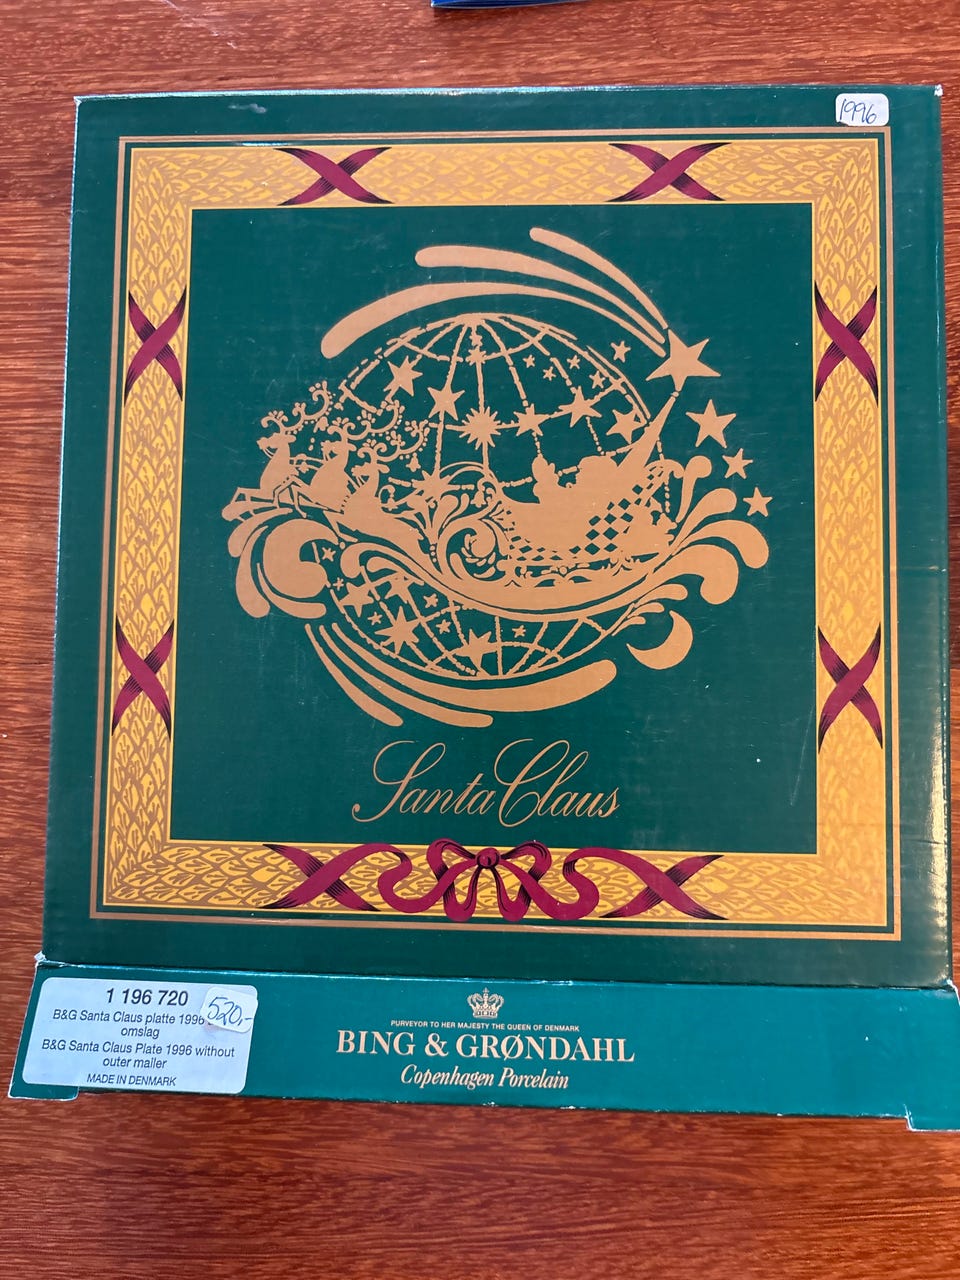 1996
Santa Claus
1 196 720
520,-
B&G Santa Claus platte 1996
omslag
B&G Santa Claus Plate 1996 without
outer mailer
MADE IN DENMARK
PURVEYOR TO HER MAJESTY THE QUEEN OF DENMARK
BING & GRØNDAHL
Copenhagen Porcelain